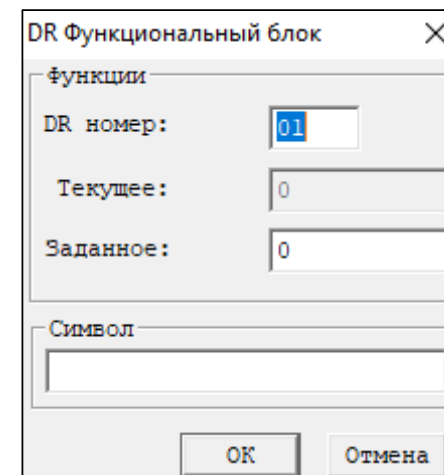 DR Функциональный блок
Функции
DR номер: 01
Текущее: 0
Заданное: 0
Символ
OK Отмена